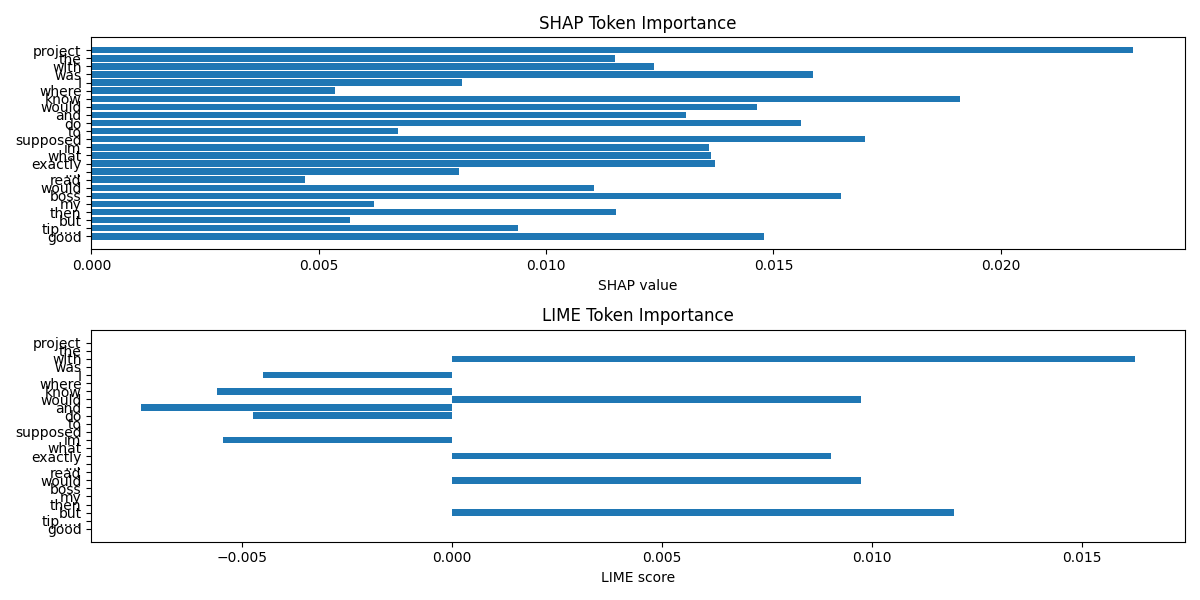 SHAP Token Importance
project
the
with
was
I
where
know
would
and
do
to
supposed
im
what
exactly
...
read
would
boss
my
then
but
tip....
good
0.000 0.005 0.010 0.015 0.020
SHAP value
LIME Token Importance
project
the
with
was
I
where
know
would
and
do
to
supposed
im
what
exactly
...
read
would
boss
my
then
but
tip....
good
−0.005 0.000 0.005 0.010 0.015
LIME score